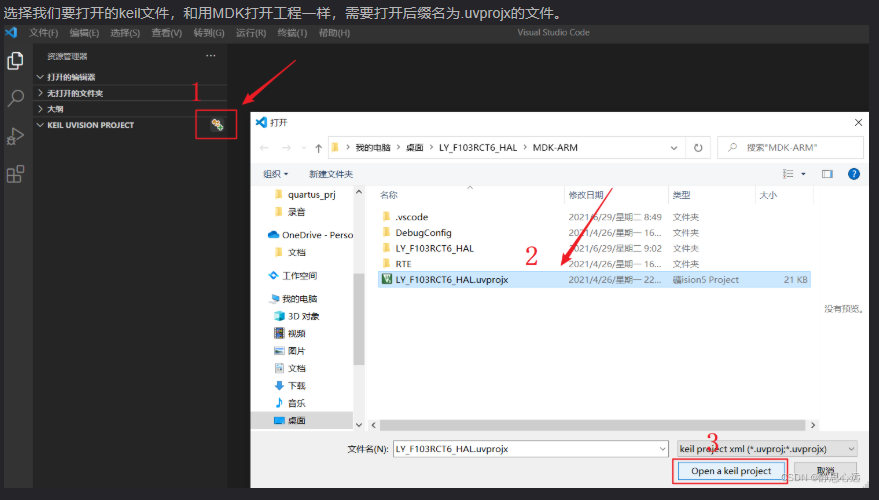 选择我们要打开的keil文件，和用MDK打开工程一样，需要打开后缀名为.uvprojx的文件。
文件(F) 编辑(E) 选择(S) 查看(V) 转到(G) 运行(R) 终端(T) 帮助(H) Visual Studio Code
资源管理器 ···
打开的编辑器
无打开的文件夹
大纲
KEIL UVISION PROJECT
1
打开
我的电脑 › 桌面 › LY_F103RCT6_HAL › MDK-ARM
搜索"MDK-ARM"
组织 新建文件夹
quartus_prj
录音
OneDrive - Perso
文档
工作空间
我的电脑
3D 对象
视频
图片
文档
下载
音乐
桌面
名称 修改日期 类型 大小
.vscode 2021/6/29/星期二 8:49 文件夹
DebugConfig 2021/4/26/星期一 16... 文件夹
LY_F103RCT6_HAL 2021/6/29/星期二 9:02 文件夹
RTE 2021/4/26/星期一 16... 文件夹
LY_F103RCT6_HAL.uvprojx 2021/4/26/星期一 22... ision5 Project 21 KB
2
没有预览。
文件名(N): LY_F103RCT6_HAL.uvprojx keil project xml (*.uvproj;*.uvprojx)
3
Open a keil project 取消